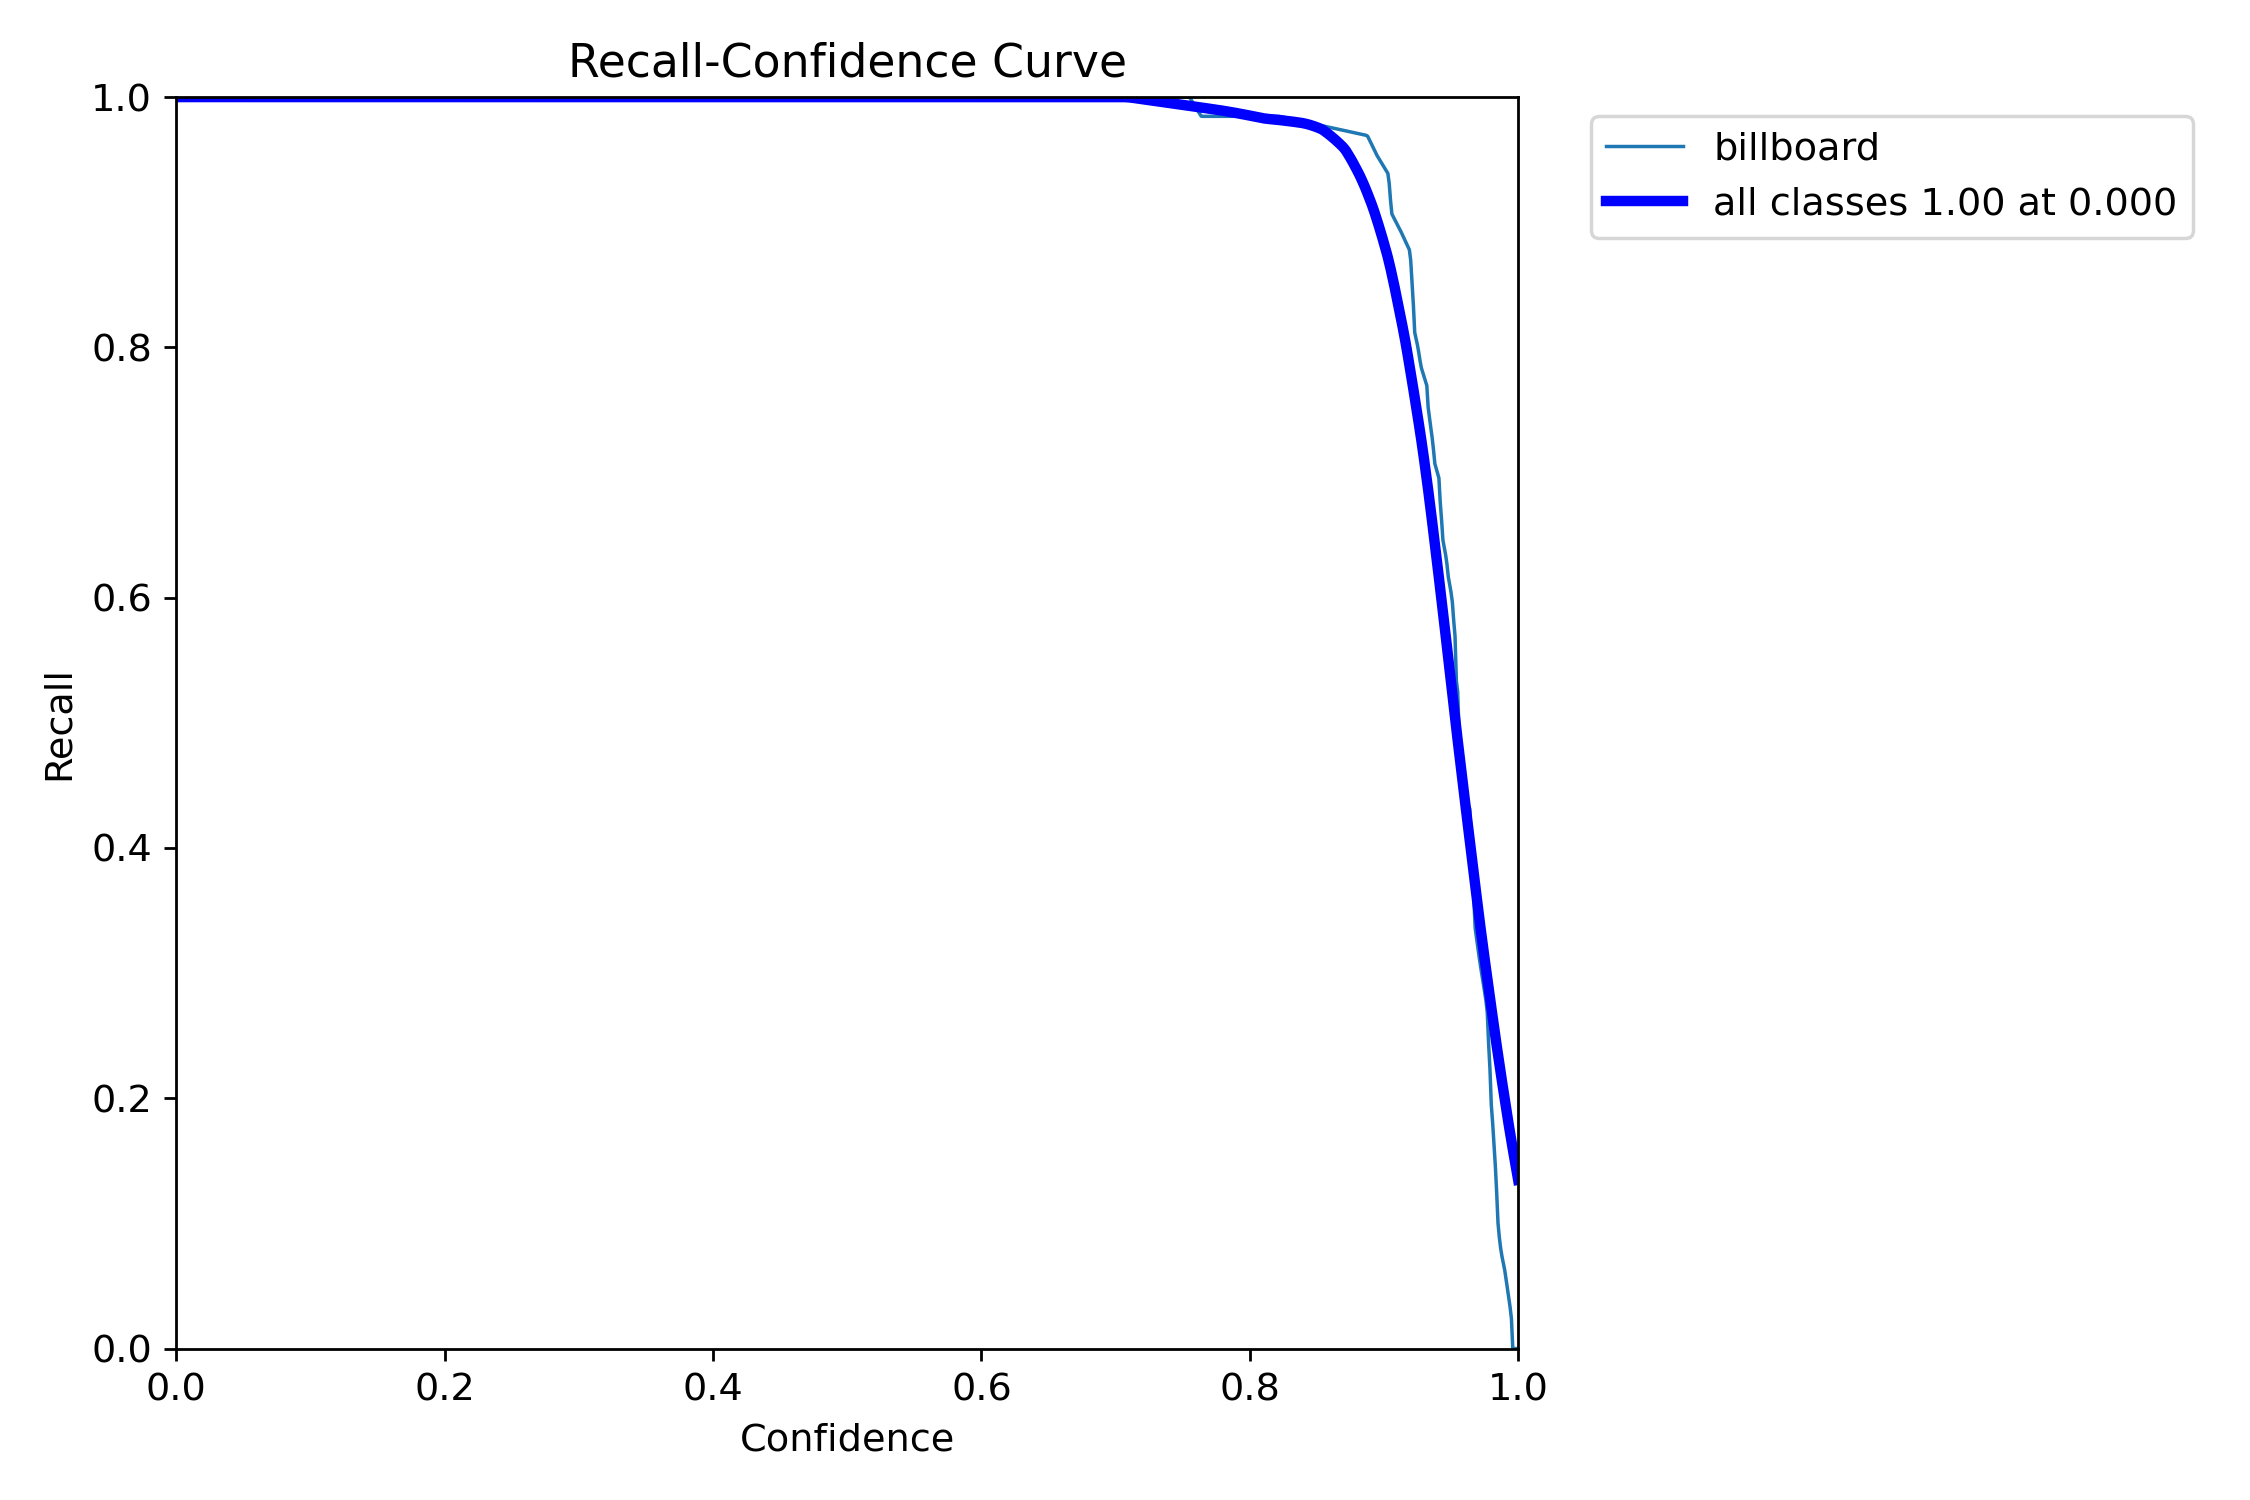 Recall-Confidence Curve
billboard
all classes 1.00 at 0.000
1.0
0.8
0.6
0.4
0.2
0.0
Recall
0.0 0.2 0.4 0.6 0.8 1.0
Confidence